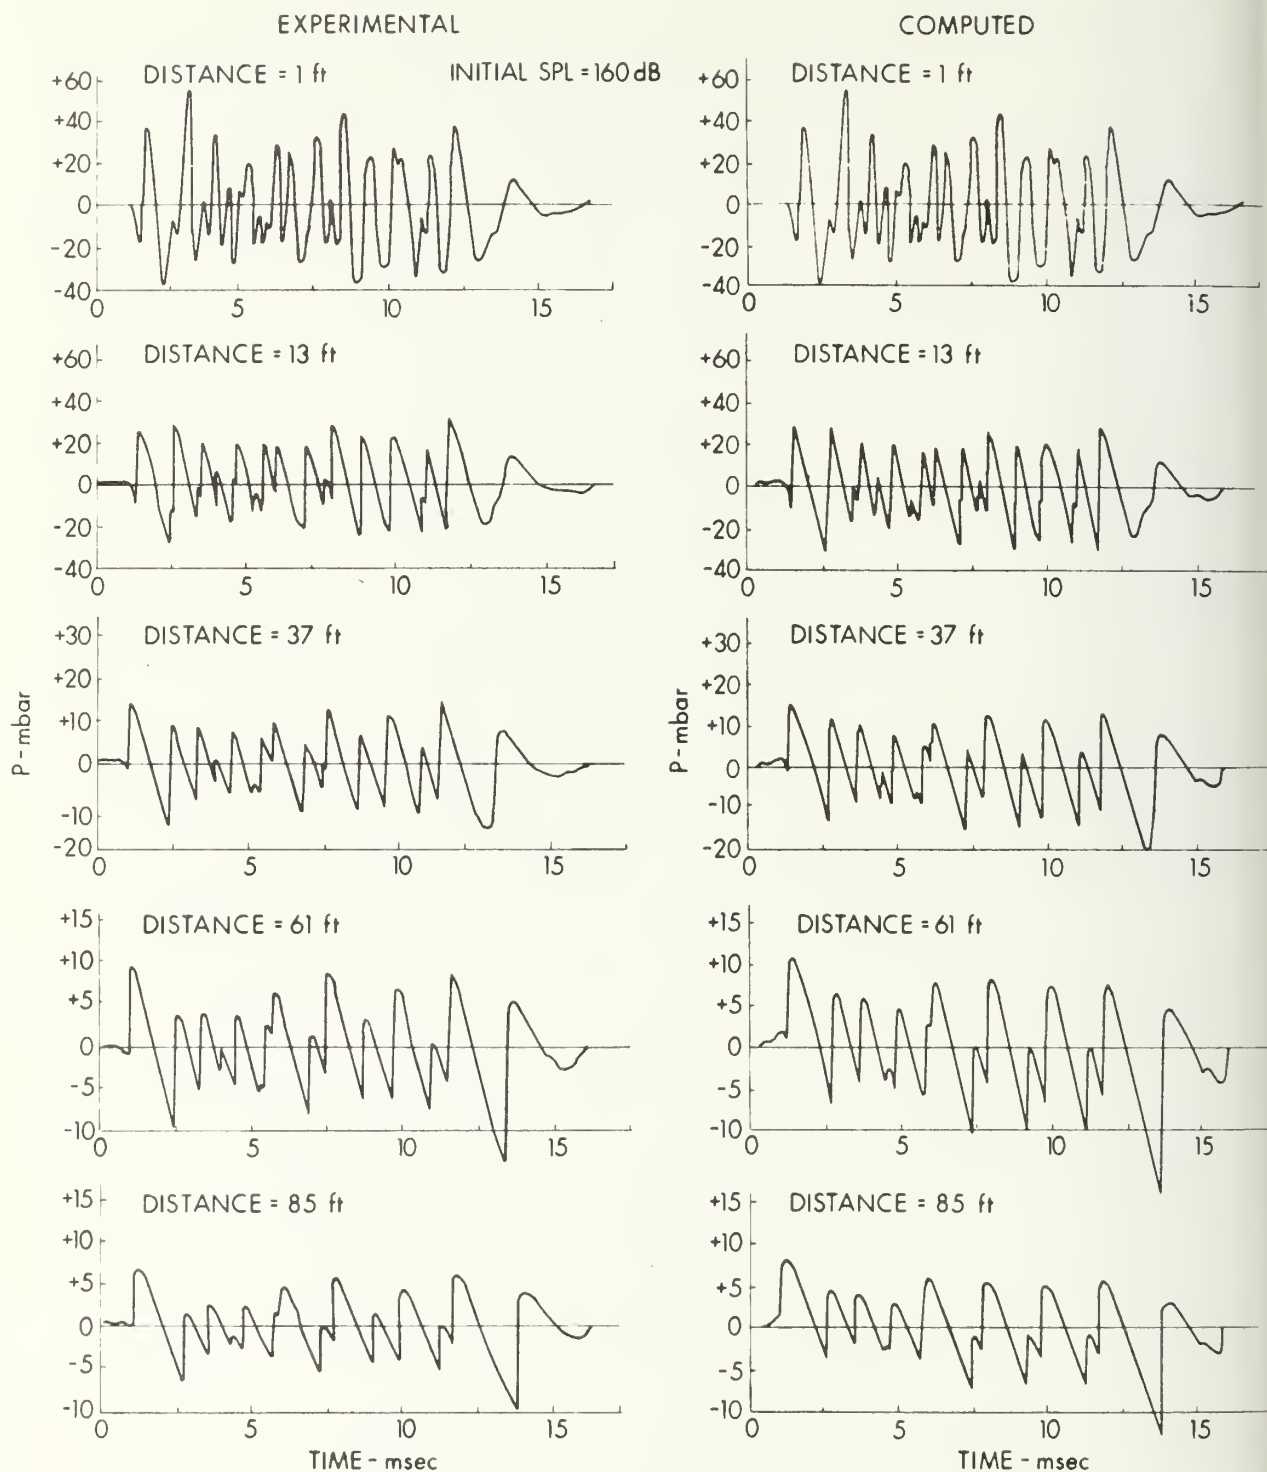 EXPERIMENTAL
DISTANCE = 1 ft INITIAL SPL = 160 dB
+60
+40
+20
0
-20
-40
0 5 10 15
DISTANCE = 13 ft
+60
+40
+20
0
-20
-40
0 5 10 15
DISTANCE = 37 ft
+30
+20
+10
0
-10
-20
0 5 10 15
P - mbar
DISTANCE = 61 ft
+15
+10
+5
0
-5
-10
0 5 10 15
DISTANCE = 85 ft
+15
+10
+5
0
-5
-10
0 5 10 15
TIME - msec
COMPUTED
DISTANCE = 1 ft
+60
+40
+20
0
-20
-40
0 5 10 15
DISTANCE = 13 ft
+60
+40
+20
0
-20
-40
0 5 10 15
DISTANCE = 37 ft
+30
+20
+10
0
-10
-20
0 5 10 15
P - mbar
DISTANCE = 61 ft
+15
+10
+5
0
-5
-10
0 5 10 15
DISTANCE = 85 ft
+15
+10
+5
0
-5
-10
0 5 10 15
TIME - msec